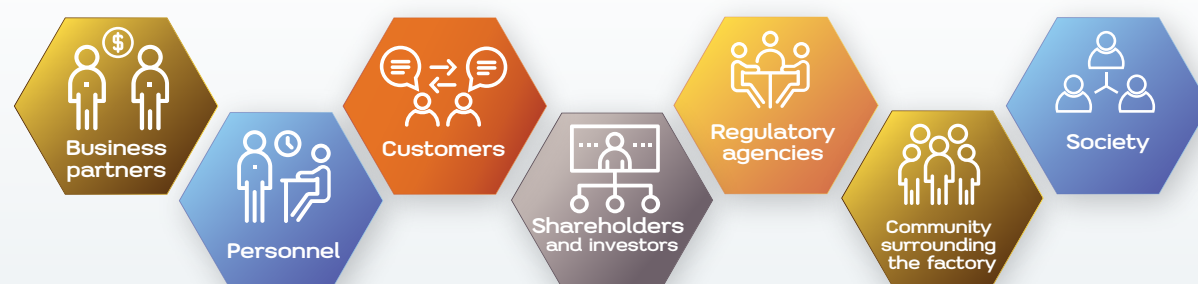 $
Business
partners
Personnel
Customers
Shareholders
and investors
Regulatory
agencies
Community
surrounding
the factory
Society